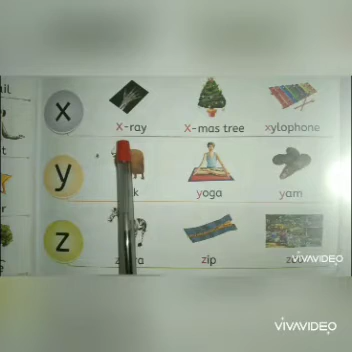 x X-ray X-mas tree xylophone
y yoga yam
z zip
VIVAVIDEO
VIVAVIDEO